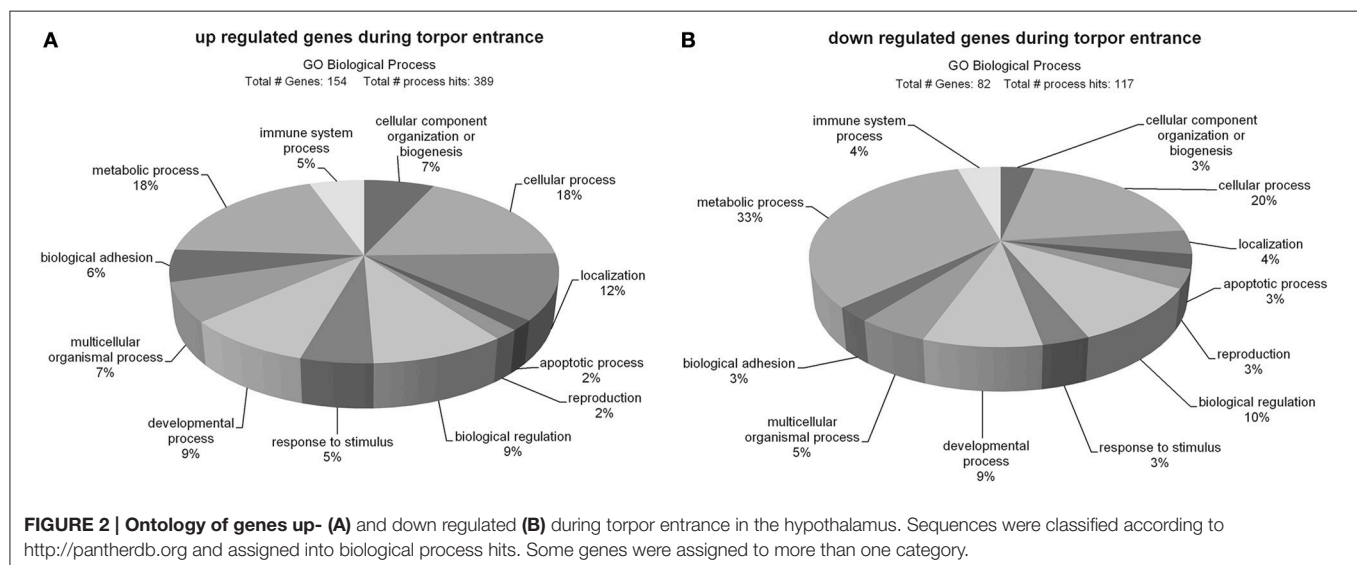 A
up regulated genes during torpor entrance
GO Biological Process
Total # Genes: 154 Total # process hits: 389
immune system
process
5%
cellular component
organization or
biogenesis
7%
metabolic process
18%
cellular process
18%
biological adhesion
6%
localization
12%
multicellular
organismal process
7%
apoptotic process
2%
reproduction
2%
developmental
process
9%
response to stimulus
5%
biological regulation
9%
B
down regulated genes during torpor entrance
GO Biological Process
Total # Genes: 82 Total # process hits: 117
immune system
process
4%
cellular component
organization or
biogenesis
3%
metabolic process
33%
cellular process
20%
localization
4%
apoptotic process
3%
biological adhesion
3%
reproduction
3%
biological regulation
10%
multicellular
organismal process
5%
developmental
process
9%
response to stimulus
3%
FIGURE 2 | Ontology of genes up- (A) and down regulated (B) during torpor entrance in the hypothalamus. Sequences were classified according to
http://pantherdb.org and assigned into biological process hits. Some genes were assigned to more than one category.